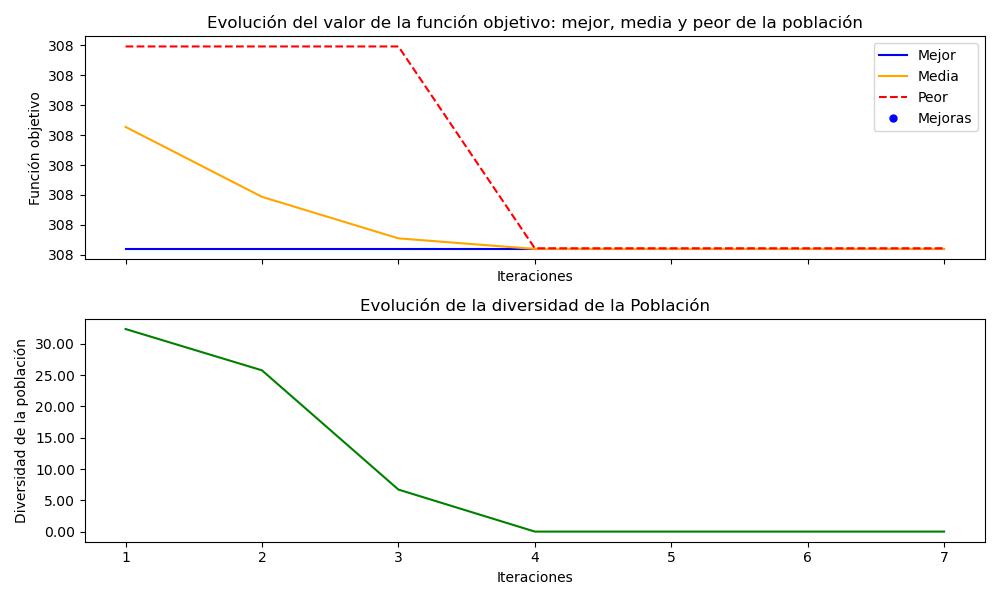 Evolución del valor de la función objetivo: mejor, media y peor de la población
Función objetivo
308
308
308
308
308
308
308
308
Mejor
Media
Peor
Mejoras
Iteraciones
Evolución de la diversidad de la Población
Diversidad de la población
30.00
25.00
20.00
15.00
10.00
5.00
0.00
1 2 3 4 5 6 7
Iteraciones